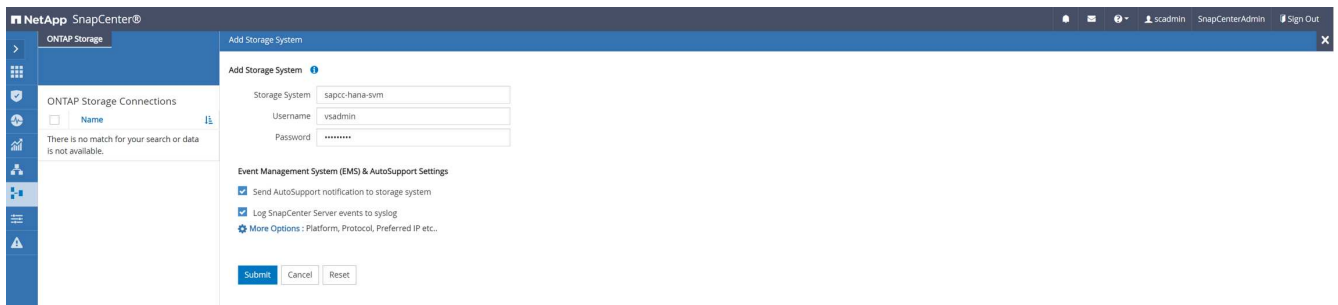 NetApp SnapCenter®
scadmin SnapCenterAdmin Sign Out
ONTAP Storage
Add Storage System
ONTAP Storage Connections
Name
There is no match for your search or data
is not available.
Add Storage System
Storage System sapcc-hana-svm
Username vsadmin
Password •••••••••
Event Management System (EMS) & AutoSupport Settings
Send AutoSupport notification to storage system
Log SnapCenter Server events to syslog
More Options : Platform, Protocol, Preferred IP etc..
Submit Cancel Reset